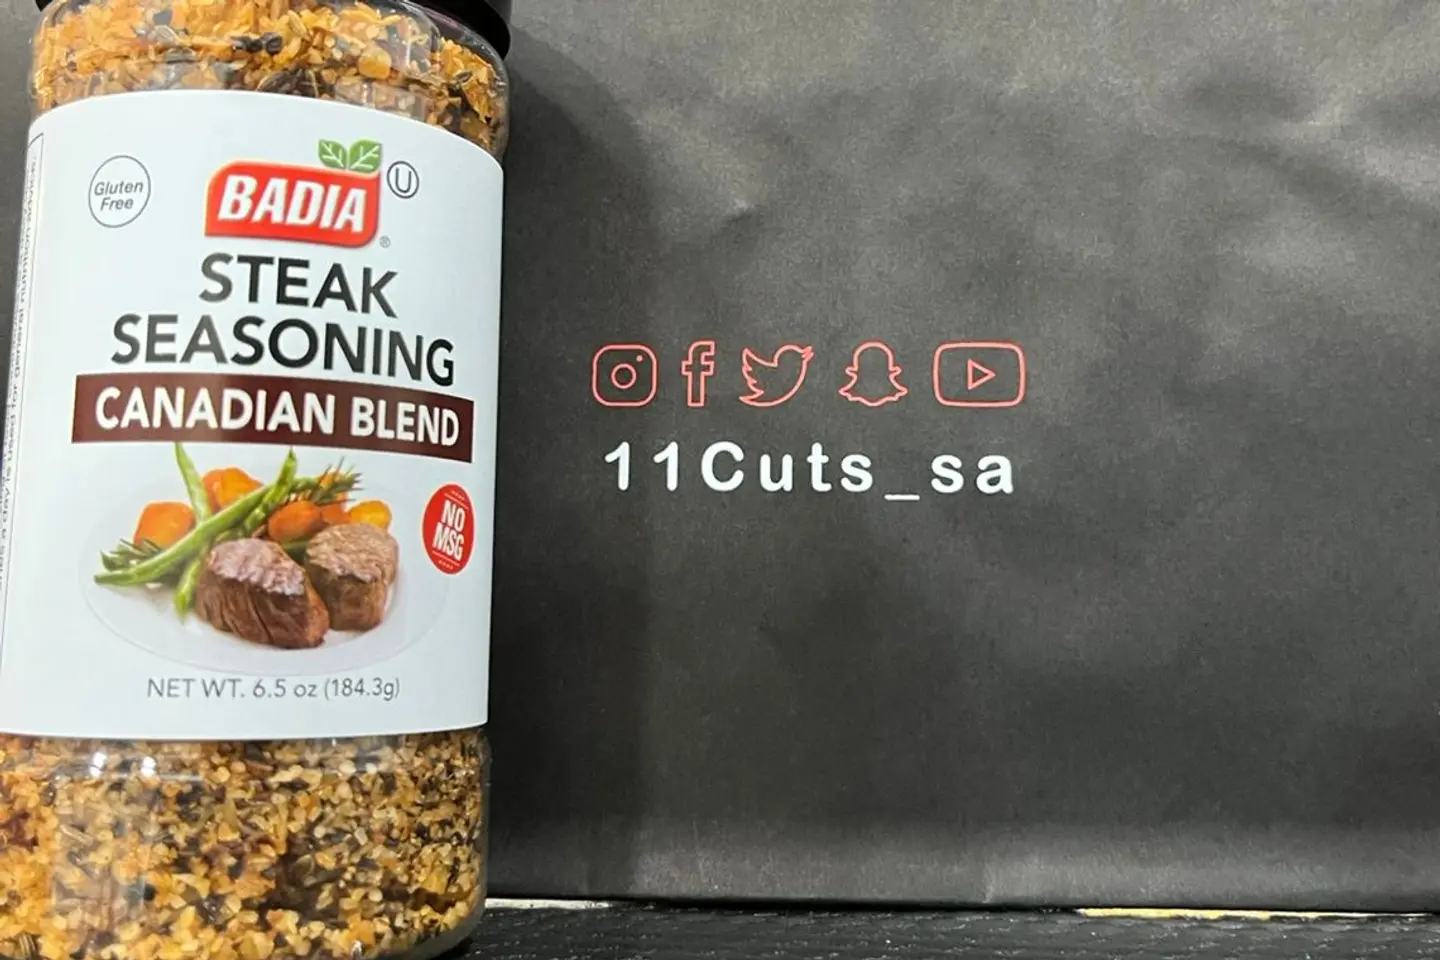 Gluten
Free
BADIA
U
®
STEAK
SEASONING
CANADIAN BLEND
NO
MSG
NET WT. 6.5 oz (184.3g)
11Cuts_sa